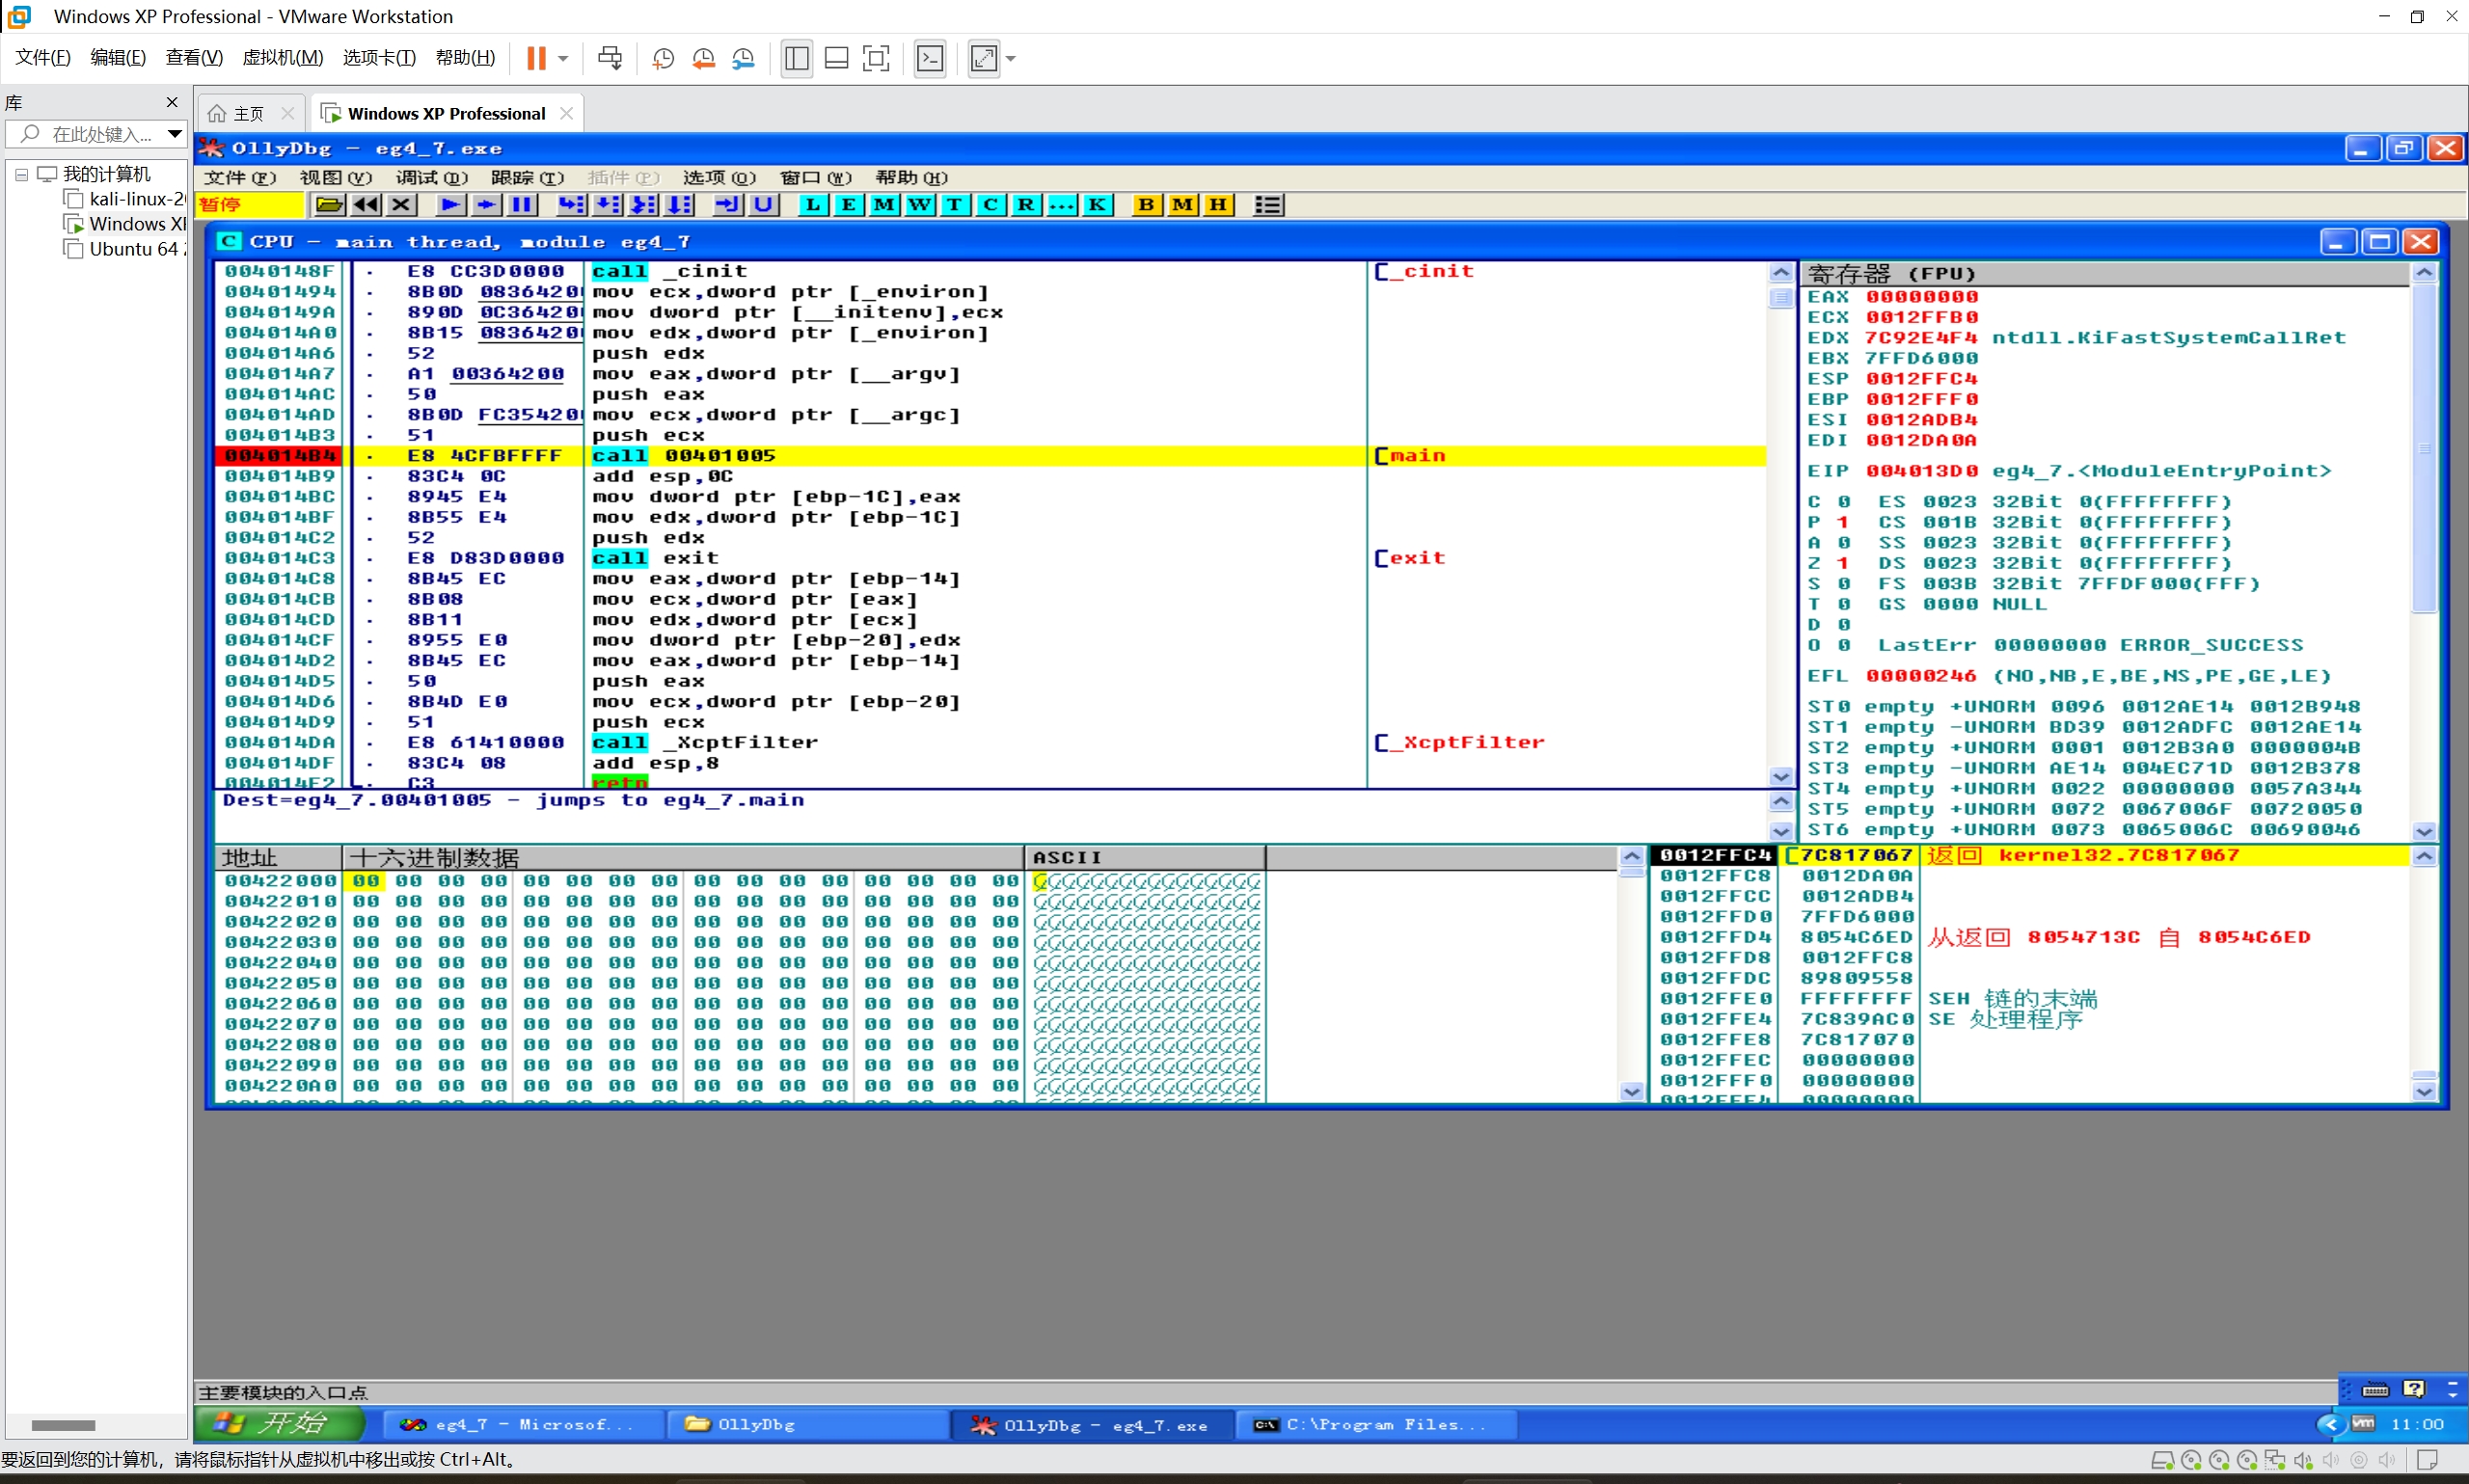 Windows XP Professional - VMware Workstation
文件(F) 编辑(E) 查看(V) 虚拟机(M) 选项卡(T) 帮助(H)
库
在此处键入...
我的计算机
kali-linux-20
Windows XP
Ubuntu 64
主页 Windows XP Professional
OllyDbg - eg4_7.exe
文件(F) 视图(V) 调试(D) 跟踪(T) 插件(P) 选项(O) 窗口(W) 帮助(H)
暂停 L E M W T C R ... K B M H
C CPU - main thread, module eg4_7
0040148F . E8 CC3D0000 call _cinit [_cinit
00401494 . 8B0D 0836420 mov ecx,dword ptr [_environ]
0040149A . 890D 0C36420 mov dword ptr [__initenv],ecx
004014A0 . 8B15 0836420 mov edx,dword ptr [_environ]
004014A6 . 52 push edx
004014A7 . A1 00364200 mov eax,dword ptr [__argv]
004014AC . 50 push eax
004014AD . 8B0D FC35420 mov ecx,dword ptr [__argc]
004014B3 . 51 push ecx
004014B4 . E8 4CFBFFFF call 00401005 [main
004014B9 . 83C4 0C add esp,0C
004014BC . 8945 E4 mov dword ptr [ebp-1C],eax
004014BF . 8B55 E4 mov edx,dword ptr [ebp-1C]
004014C2 . 52 push edx
004014C3 . E8 D83D0000 call exit [exit
004014C8 . 8B45 EC mov eax,dword ptr [ebp-14]
004014CB . 8B08 mov ecx,dword ptr [eax]
004014CD . 8B11 mov edx,dword ptr [ecx]
004014CF . 8955 E0 mov dword ptr [ebp-20],edx
004014D2 . 8B45 EC mov eax,dword ptr [ebp-14]
004014D5 . 50 push eax
004014D6 . 8B4D E0 mov ecx,dword ptr [ebp-20]
004014D9 . 51 push ecx
004014DA . E8 61410000 call _XcptFilter [_XcptFilter
004014DF . 83C4 08 add esp,8
004014E2 . C3 retn
Dest=eg4_7.00401005 - jumps to eg4_7.main
寄存器 (FPU)
EAX 00000000
ECX 0012FFB0
EDX 7C92E4F4 ntdll.KiFastSystemCallRet
EBX 7FFD6000
ESP 0012FFC4
EBP 0012FFF0
ESI 0012ADB4
EDI 0012DA0A
EIP 004013D0 eg4_7.<ModuleEntryPoint>
C 0 ES 0023 32Bit 0(FFFFFFFF)
P 1 CS 001B 32Bit 0(FFFFFFFF)
A 0 SS 0023 32Bit 0(FFFFFFFF)
Z 1 DS 0023 32Bit 0(FFFFFFFF)
S 0 FS 003B 32Bit 7FFDF000(FFF)
T 0 GS 0000 NULL
D 0
O 0 LastErr 00000000 ERROR_SUCCESS
EFL 00000246 (NO,NB,E,BE,NS,PE,GE,LE)
ST0 empty +UNORM 0096 0012AE14 0012B948
ST1 empty -UNORM BD39 0012ADFC 0012AE14
ST2 empty +UNORM 0001 0012B3A0 0000004B
ST3 empty -UNORM AE14 004EC71D 0012B378
ST4 empty +UNORM 0022 00000000 0057A344
ST5 empty +UNORM 0072 0067006F 00720050
ST6 empty +UNORM 0073 0065006C 00690046
地址 十六进制数据 ASCII
00422000 00 00 00 00 00 00 00 00 00 00 00 00 00 00 00 00
00422010 00 00 00 00 00 00 00 00 00 00 00 00 00 00 00 00
00422020 00 00 00 00 00 00 00 00 00 00 00 00 00 00 00 00
00422030 00 00 00 00 00 00 00 00 00 00 00 00 00 00 00 00
00422040 00 00 00 00 00 00 00 00 00 00 00 00 00 00 00 00
00422050 00 00 00 00 00 00 00 00 00 00 00 00 00 00 00 00
00422060 00 00 00 00 00 00 00 00 00 00 00 00 00 00 00 00
00422070 00 00 00 00 00 00 00 00 00 00 00 00 00 00 00 00
00422080 00 00 00 00 00 00 00 00 00 00 00 00 00 00 00 00
00422090 00 00 00 00 00 00 00 00 00 00 00 00 00 00 00 00
004220A0 00 00 00 00 00 00 00 00 00 00 00 00 00 00 00 00
0012FFC4 [7C817067 返回 kernel32.7C817067
0012FFC8 0012DA0A
0012FFCC 0012ADB4
0012FFD0 7FFD6000
0012FFD4 8054C6ED 从返回 8054713C 自 8054C6ED
0012FFD8 0012FFC8
0012FFDC 89809558
0012FFE0 FFFFFFFF SEH 链的末端
0012FFE4 7C839AC0 SE 处理程序
0012FFE8 7C817070
0012FFEC 00000000
0012FFF0 00000000
0012FFF4 00000000
主要模块的入口点
开始 eg4_7 - Microsof... OllyDbg OllyDbg - eg4_7.exe C:\Program Files... 11:00
要返回到您的计算机，请将鼠标指针从虚拟机中移出或按 Ctrl+Alt。